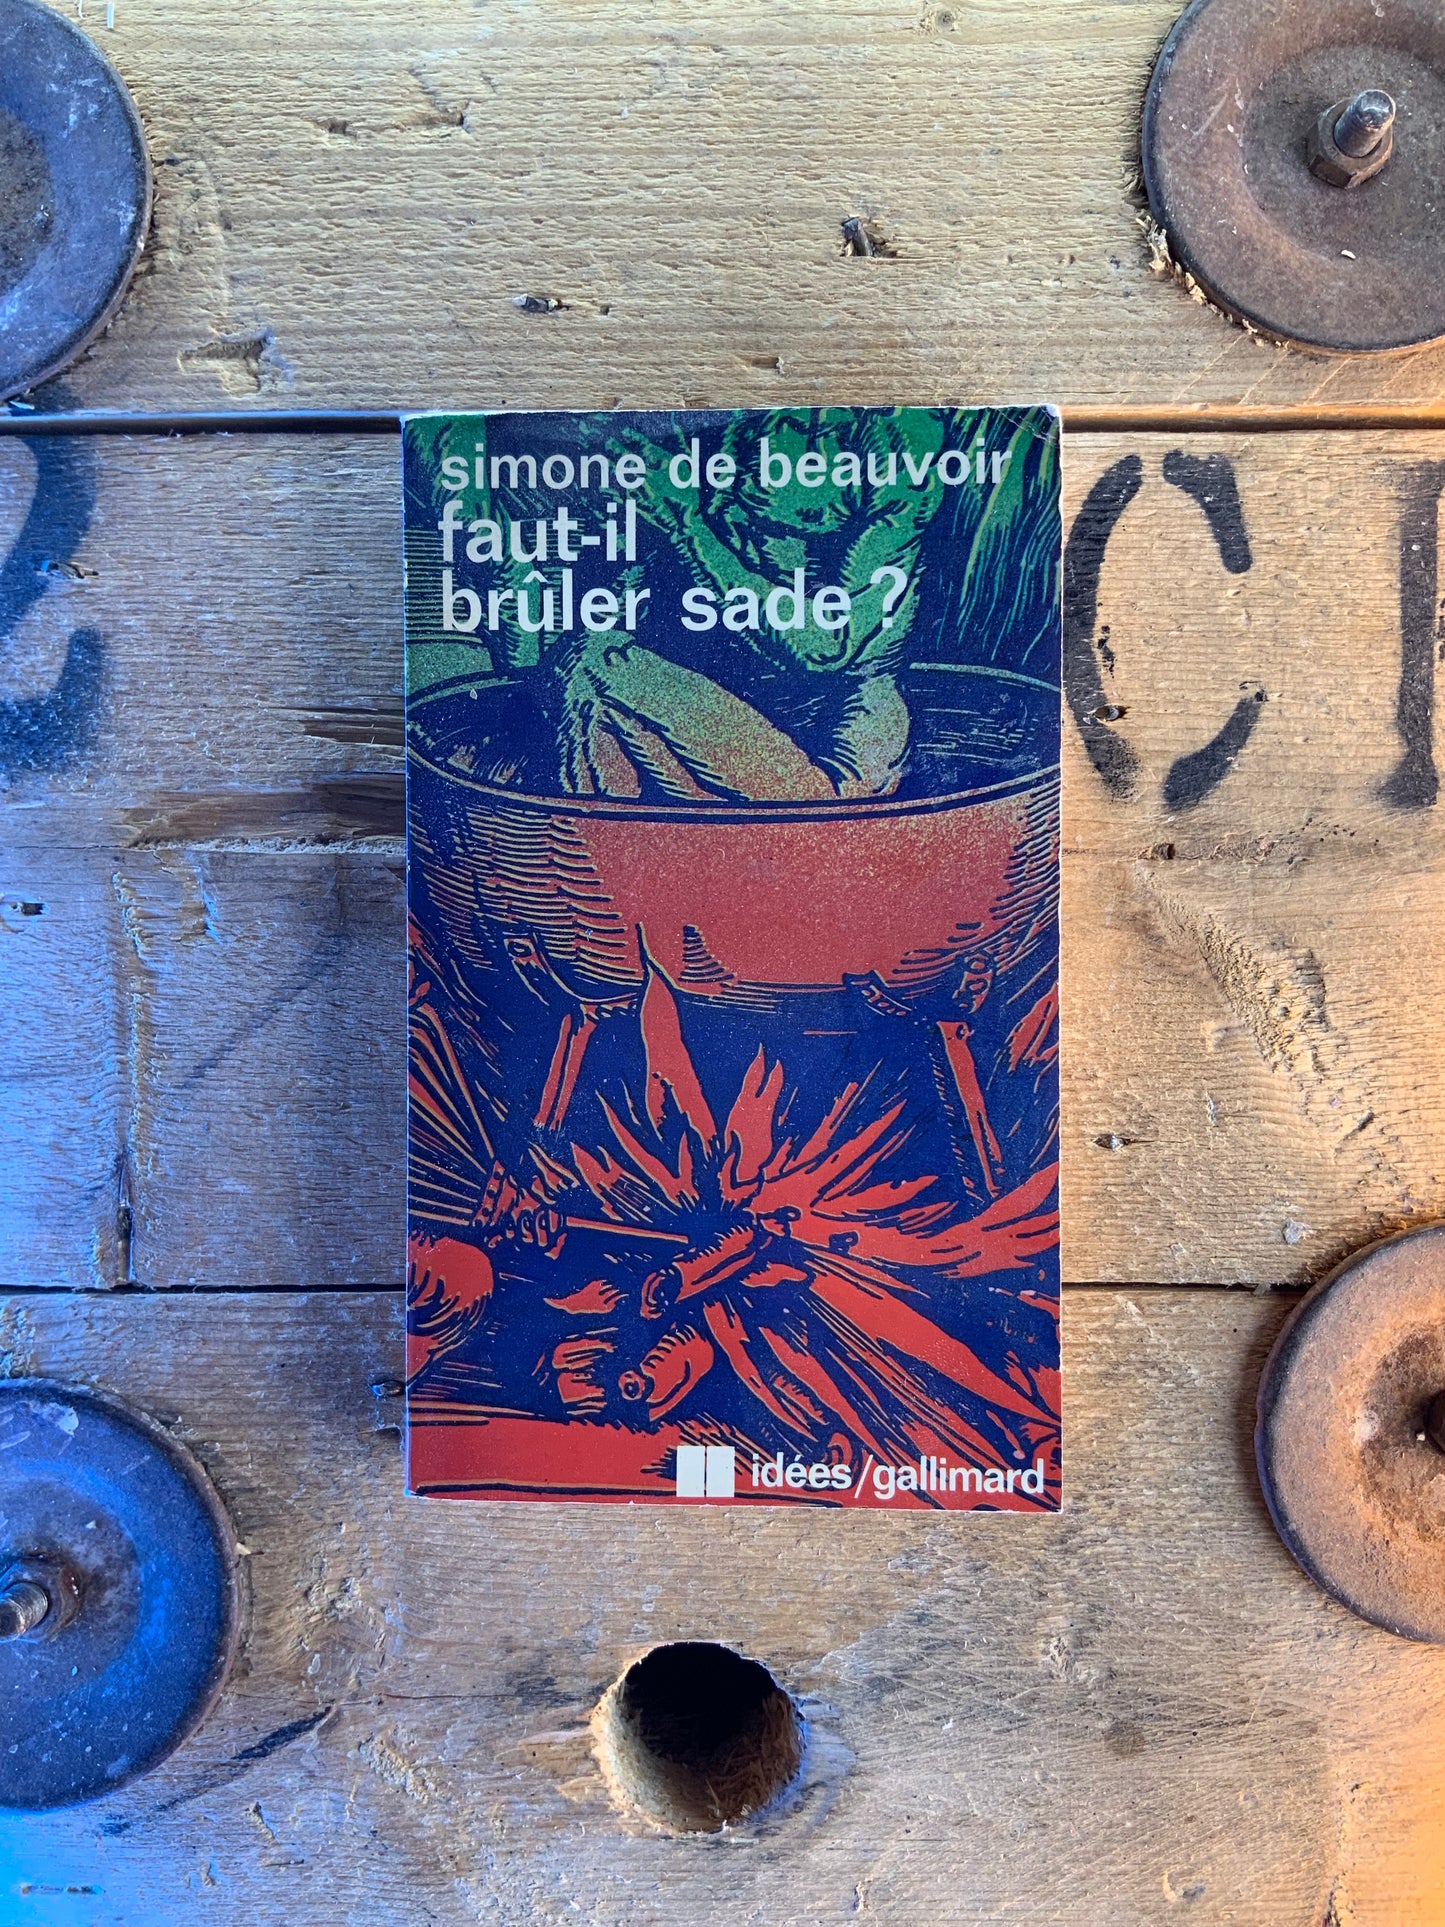 simone de beauvoir
faut-il
brûler sade ?
idées/gallimard
C